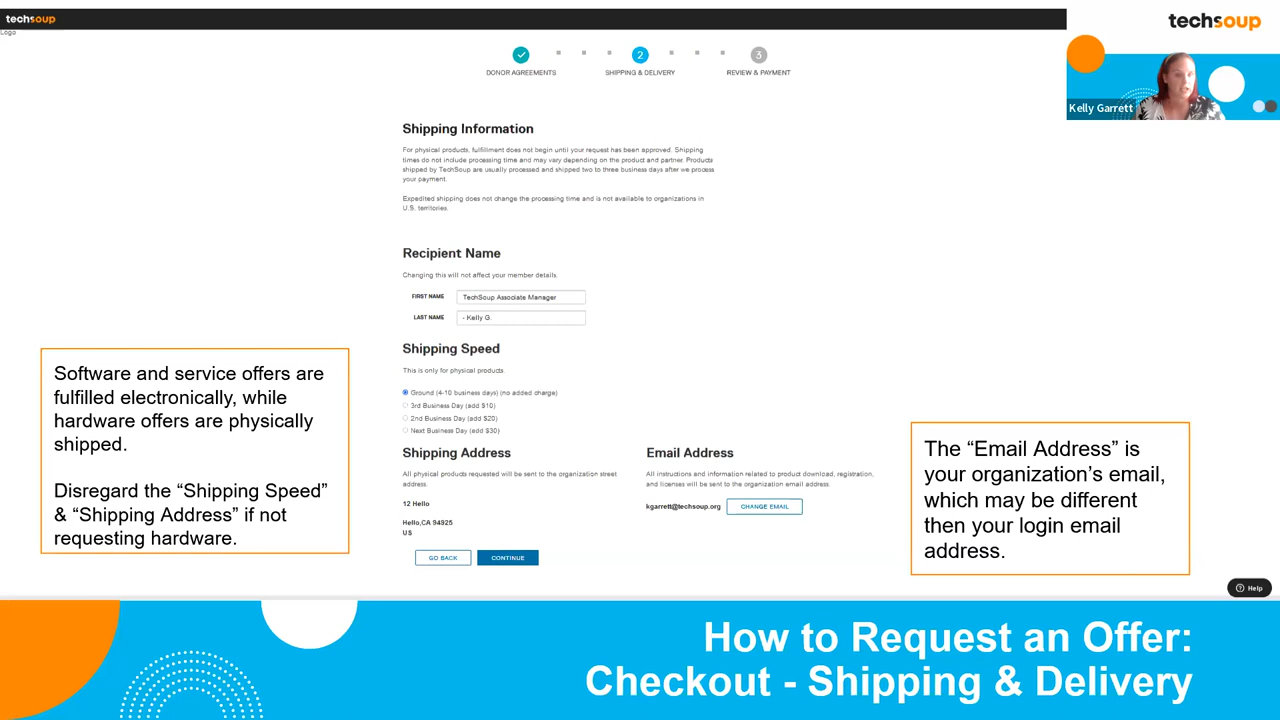 techsoup
Logo
techsoup
Kelly Garrett
2
3
DONOR AGREEMENTS
SHIPPING & DELIVERY
REVIEW & PAYMENT
Shipping Information
For physical products, fulfillment does not begin until your request has been approved. Shipping
times do not include processing time and may vary depending on the product and partner. Products
shipped by TechSoup are usually processed and shipped two to three business days after we process
your payment.
Expedited shipping does not change the processing time and is not available to organizations in
U.S. territories.
Recipient Name
Changing this will not affect your member details.
FIRST NAME TechSoup Associate Manager
LAST NAME - Kelly G.
Shipping Speed
This is only for physical products.
Ground (4-10 business days) (no added charge)
3rd Business Day (add $10)
2nd Business Day (add $20)
Next Business Day (add $30)
Shipping Address
All physical products requested will be sent to the organization street
address.
12 Hello
Hello,CA 94925
US
Email Address
All instructions and information related to product download, registration,
and licenses will be sent to the organization email address.
kgarrett@techsoup.org CHANGE EMAIL
GO BACK CONTINUE
Software and service offers are
fulfilled electronically, while
hardware offers are physically
shipped.
Disregard the “Shipping Speed”
& “Shipping Address” if not
requesting hardware.
The “Email Address” is
your organization’s email,
which may be different
then your login email
address.
? Help
How to Request an Offer:
Checkout - Shipping & Delivery